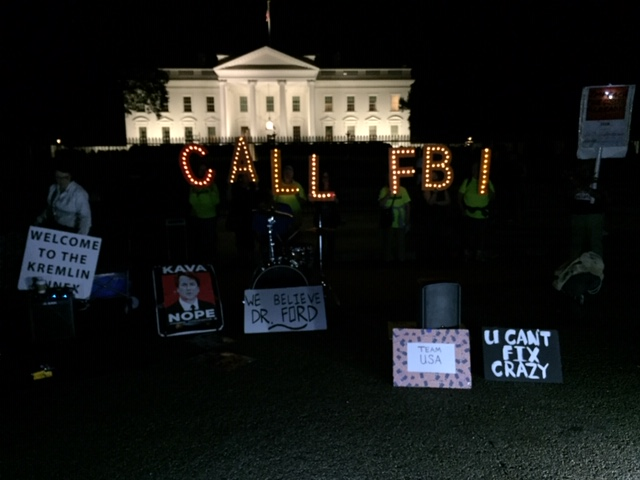 CALL FBI
WELCOME
TO THE
KREMLIN
KAVA
NOPE
WE BELIEVE
DR. FORD
TEAM
USA
U CANT
FIX
CRAZY